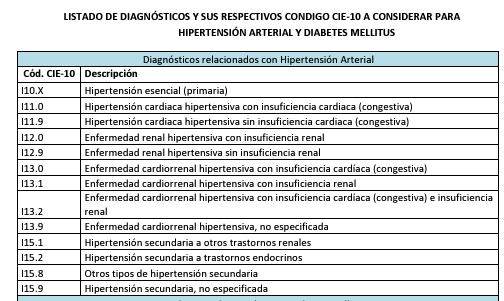 LISTADO DE DIAGNÓSTICOS Y SUS RESPECTIVOS CONDIGO CIE-10 A CONSIDERAR PARA
HIPERTENSIÓN ARTERIAL Y DIABETES MELLITUS
Diagnósticos relacionados con Hipertensión Arterial
Cód. CIE-10 Descripción
I10.X Hipertensión esencial (primaria)
I11.0 Hipertensión cardiaca hipertensiva con insuficiencia cardiaca (congestiva)
I11.9 Hipertensión cardiaca hipertensiva sin insuficiencia cardiaca (congestiva)
I12.0 Enfermedad renal hipertensiva con insuficiencia renal
I12.9 Enfermedad renal hipertensiva sin insuficiencia renal
I13.0 Enfermedad cardiorrenal hipertensiva con insuficiencia cardíaca (congestiva)
I13.1 Enfermedad cardiorrenal hipertensiva con insuficiencia renal
Enfermedad cardiorrenal hipertensiva con insuficiencia cardíaca (congestiva) e insuficiencia
I13.2 renal
I13.9 Enfermedad cardiorrenal hipertensiva, no especificada
I15.1 Hipertensión secundaria a otros trastornos renales
I15.2 Hipertensión secundaria a trastornos endocrinos
I15.8 Otros tipos de hipertensión secundaria
I15.9 Hipertensión secundaria, no especificada